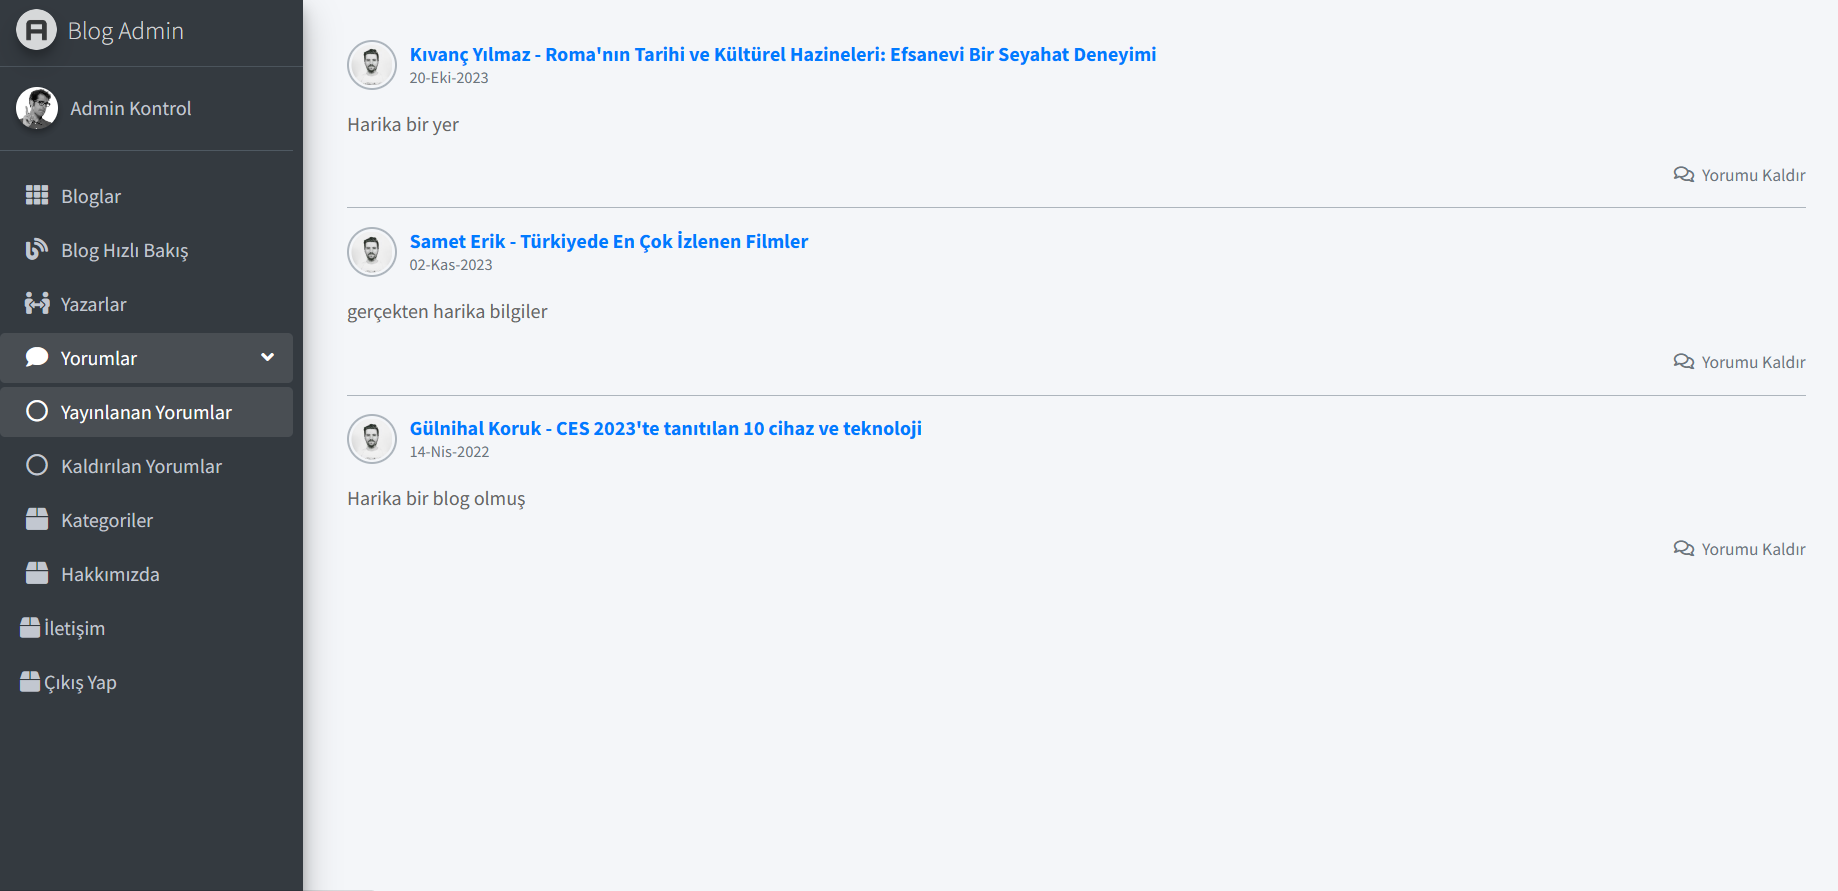 Blog Admin
Admin Kontrol
Bloglar
Blog Hızlı Bakış
Yazarlar
Yorumlar
Yayınlanan Yorumlar
Kaldırılan Yorumlar
Kategoriler
Hakkımızda
İletişim
Çıkış Yap
Kıvanç Yılmaz - Roma'nın Tarihi ve Kültürel Hazineleri: Efsanevi Bir Seyahat Deneyimi
20-Eki-2023
Harika bir yer
Yorumu Kaldır
Samet Erik - Türkiyede En Çok İzlenen Filmler
02-Kas-2023
gerçekten harika bilgiler
Yorumu Kaldır
Gülnihal Koruk - CES 2023'te tanıtılan 10 cihaz ve teknoloji
14-Nis-2022
Harika bir blog olmuş
Yorumu Kaldır